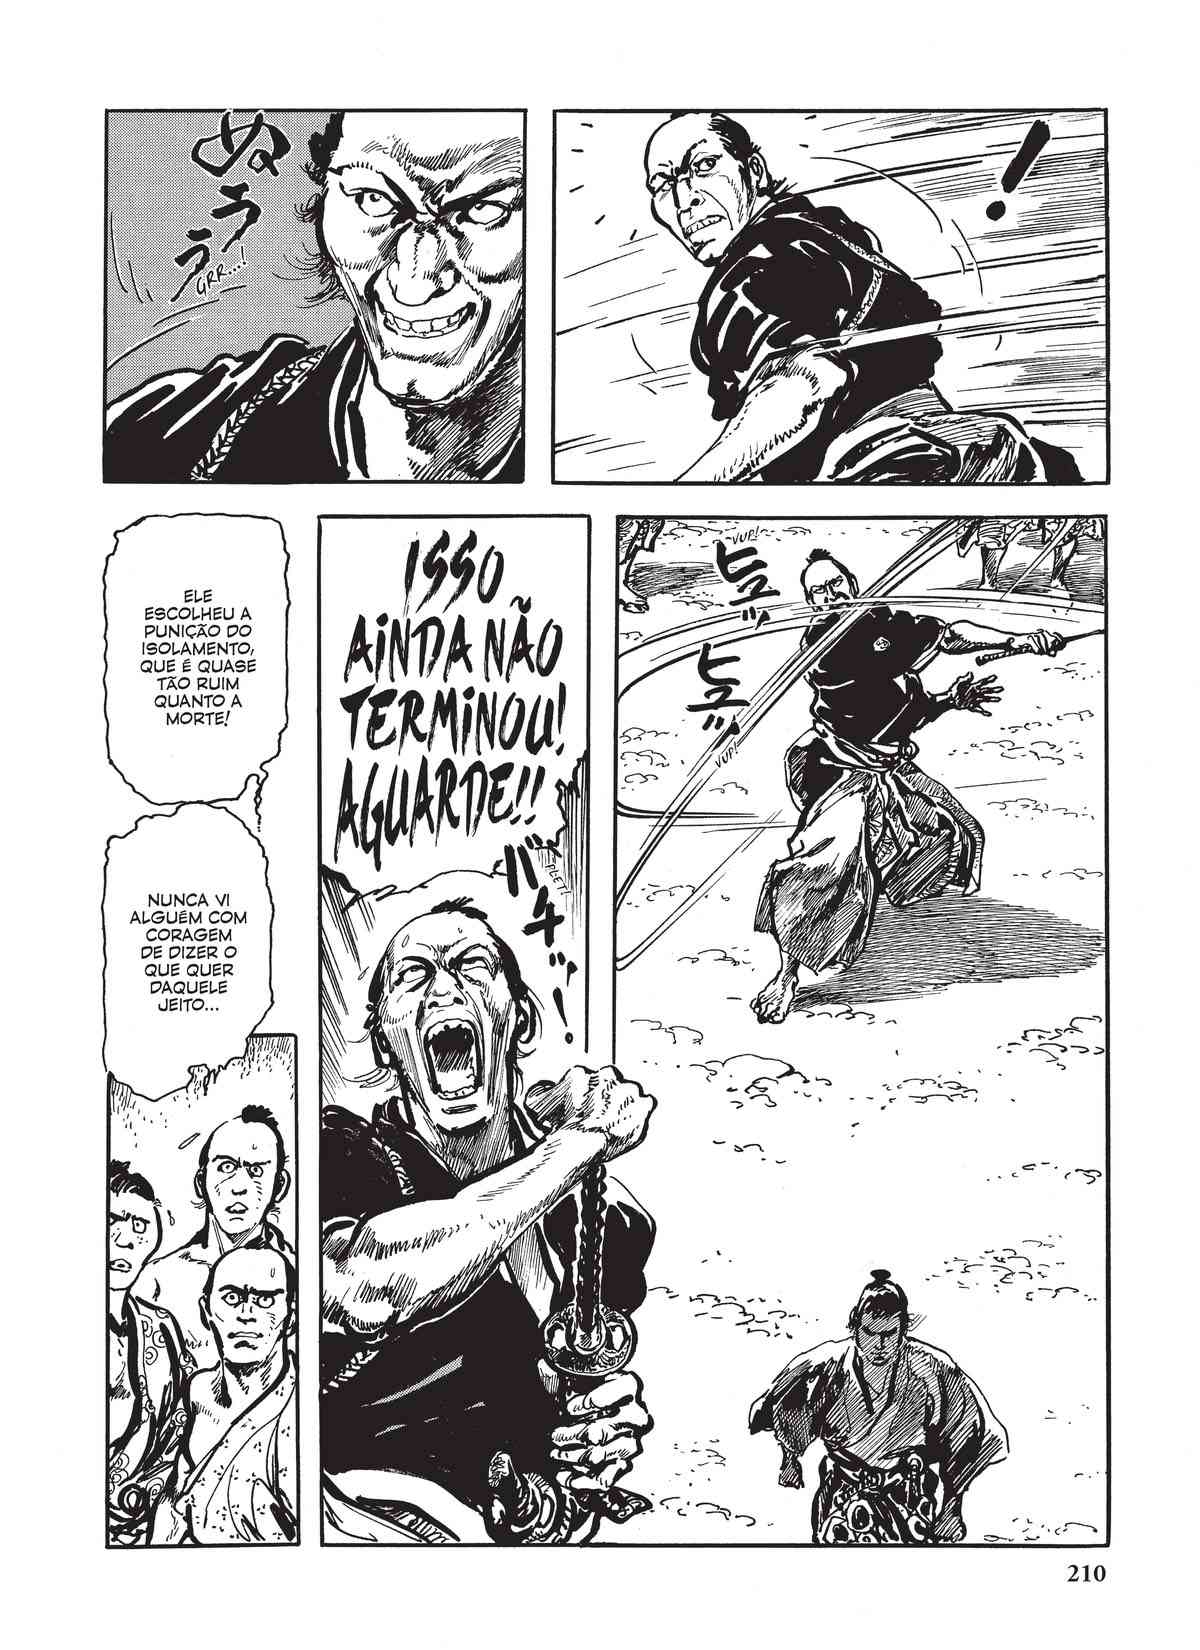 !
ぬうう
GRR...!
VUP!
ヒュッ
ヒュッ
VUP!
ISSO
AINDA NÃO
TERMINOU!
AGUARDE!!
バチッ!
PLET!
ELE
ESCOLHEU A
PUNIÇÃO DO
ISOLAMENTO,
QUE É QUASE
TÃO RUIM
QUANTO A
MORTE!
NUNCA VI
ALGUÉM COM
CORAGEM
DE DIZER O
QUE QUER
DAQUELE
JEITO...
210